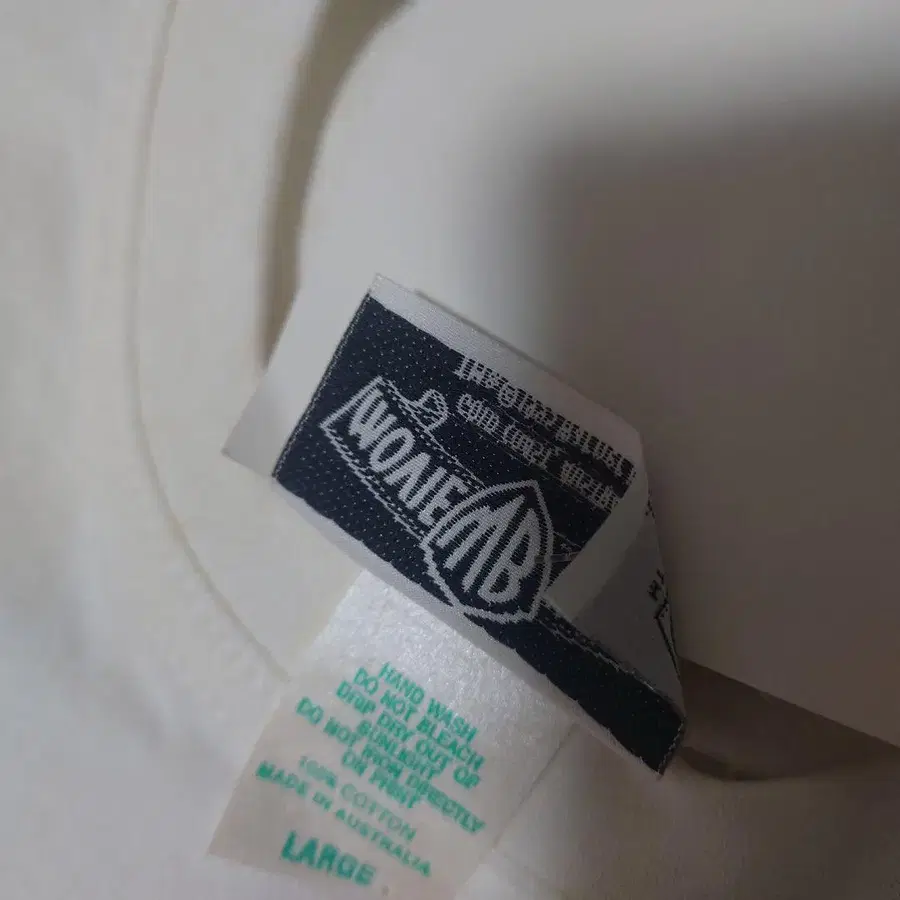 MOVIE
WB
HAND WASH
DO NOT BLEACH
DRIP DRY OUT OF
SUNLIGHT
DO NOT IRON DIRECTLY
ON PRINT
100% COTTON
MADE IN AUSTRALIA
LARGE